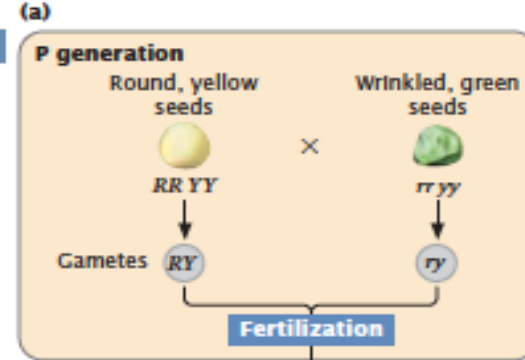 (a)
P generation
Round, yellow
seeds
Wrinkled, green
seeds
×
RR YY
rr yy
Gametes
RY
ry
Fertilization